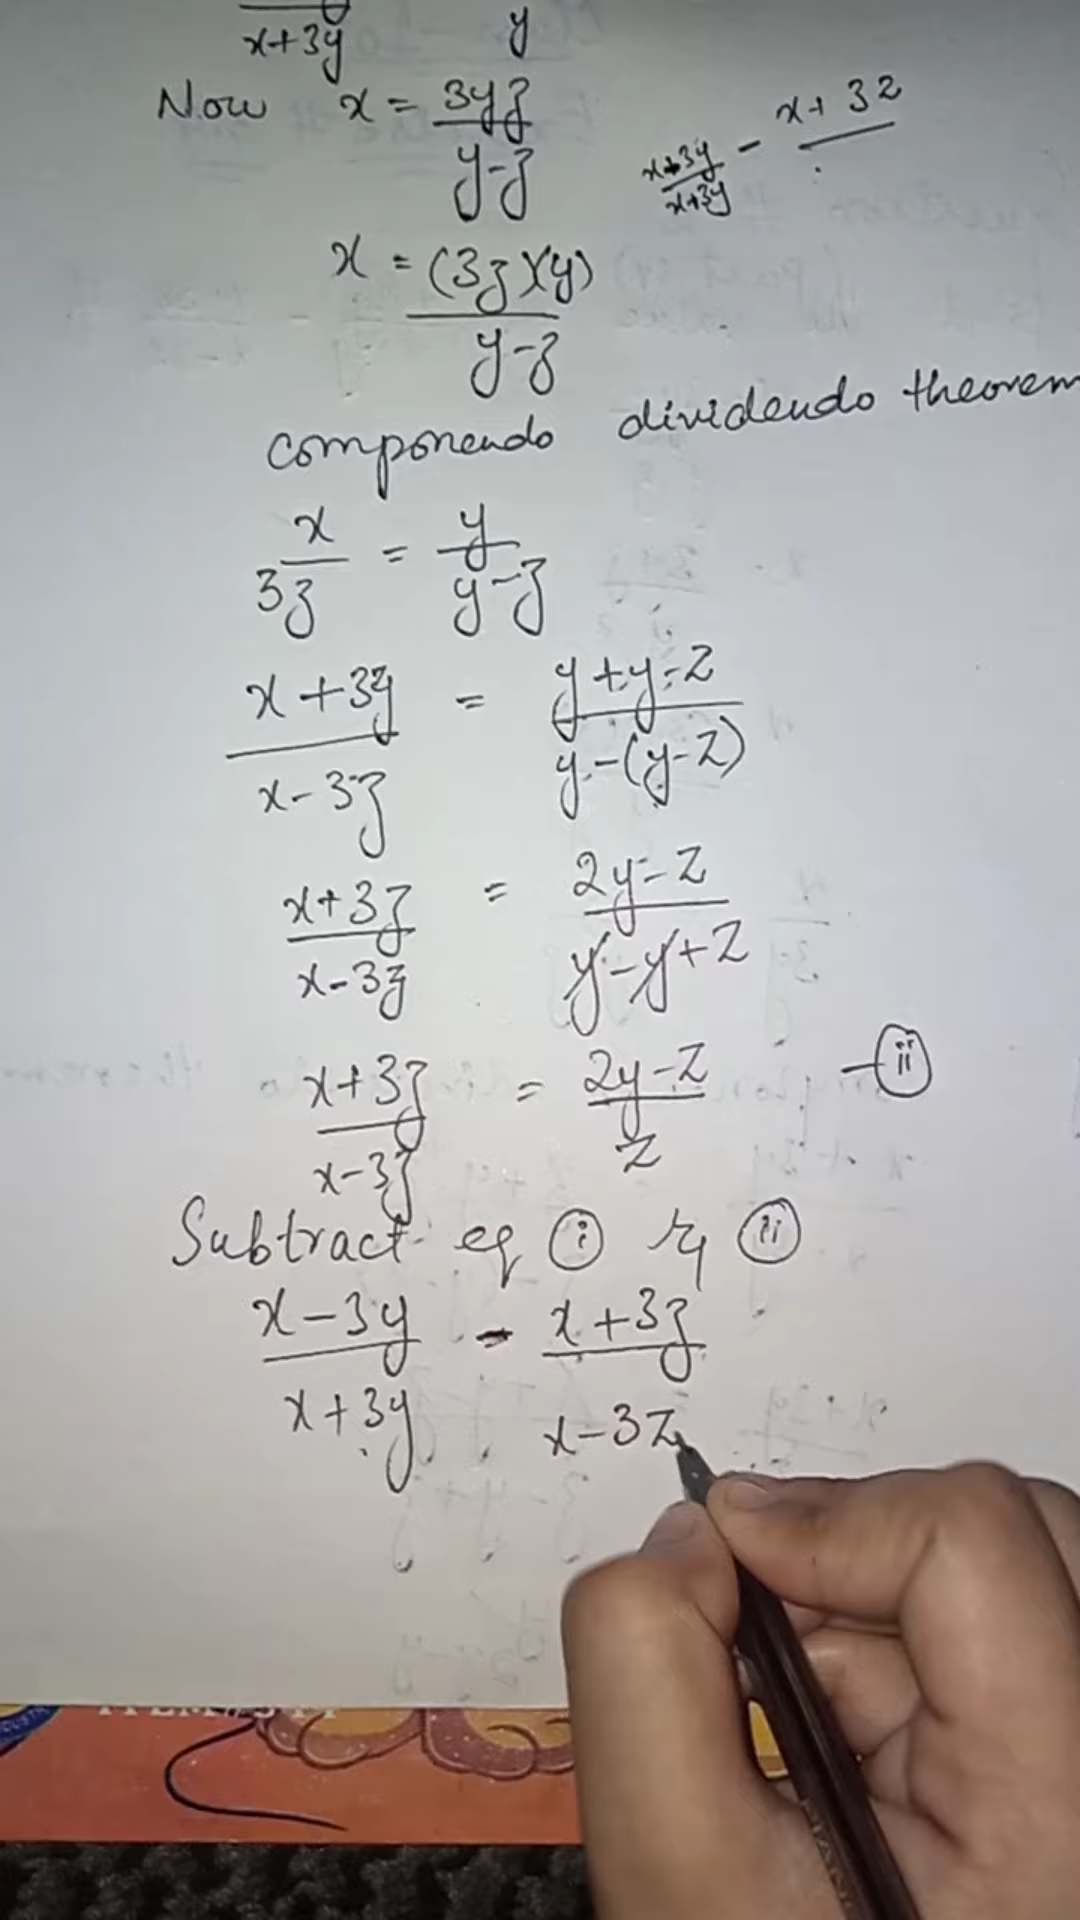 x+3y y
Now x = 3yz / y-z
x+3y / x+3y - x+3z
x = (3z)(y) / y-z
componendo dividendo theorem
x / 3z = y / y-z
x+3z / x-3z = y+y-z / y-(y-z)
x+3z / x-3z = 2y-z / y-y+z
x+3z / x-3z = 2y-z / z -(ii)
Subtract eq (i) & (ii)
x-3y / x+3y - x+3z / x-3z